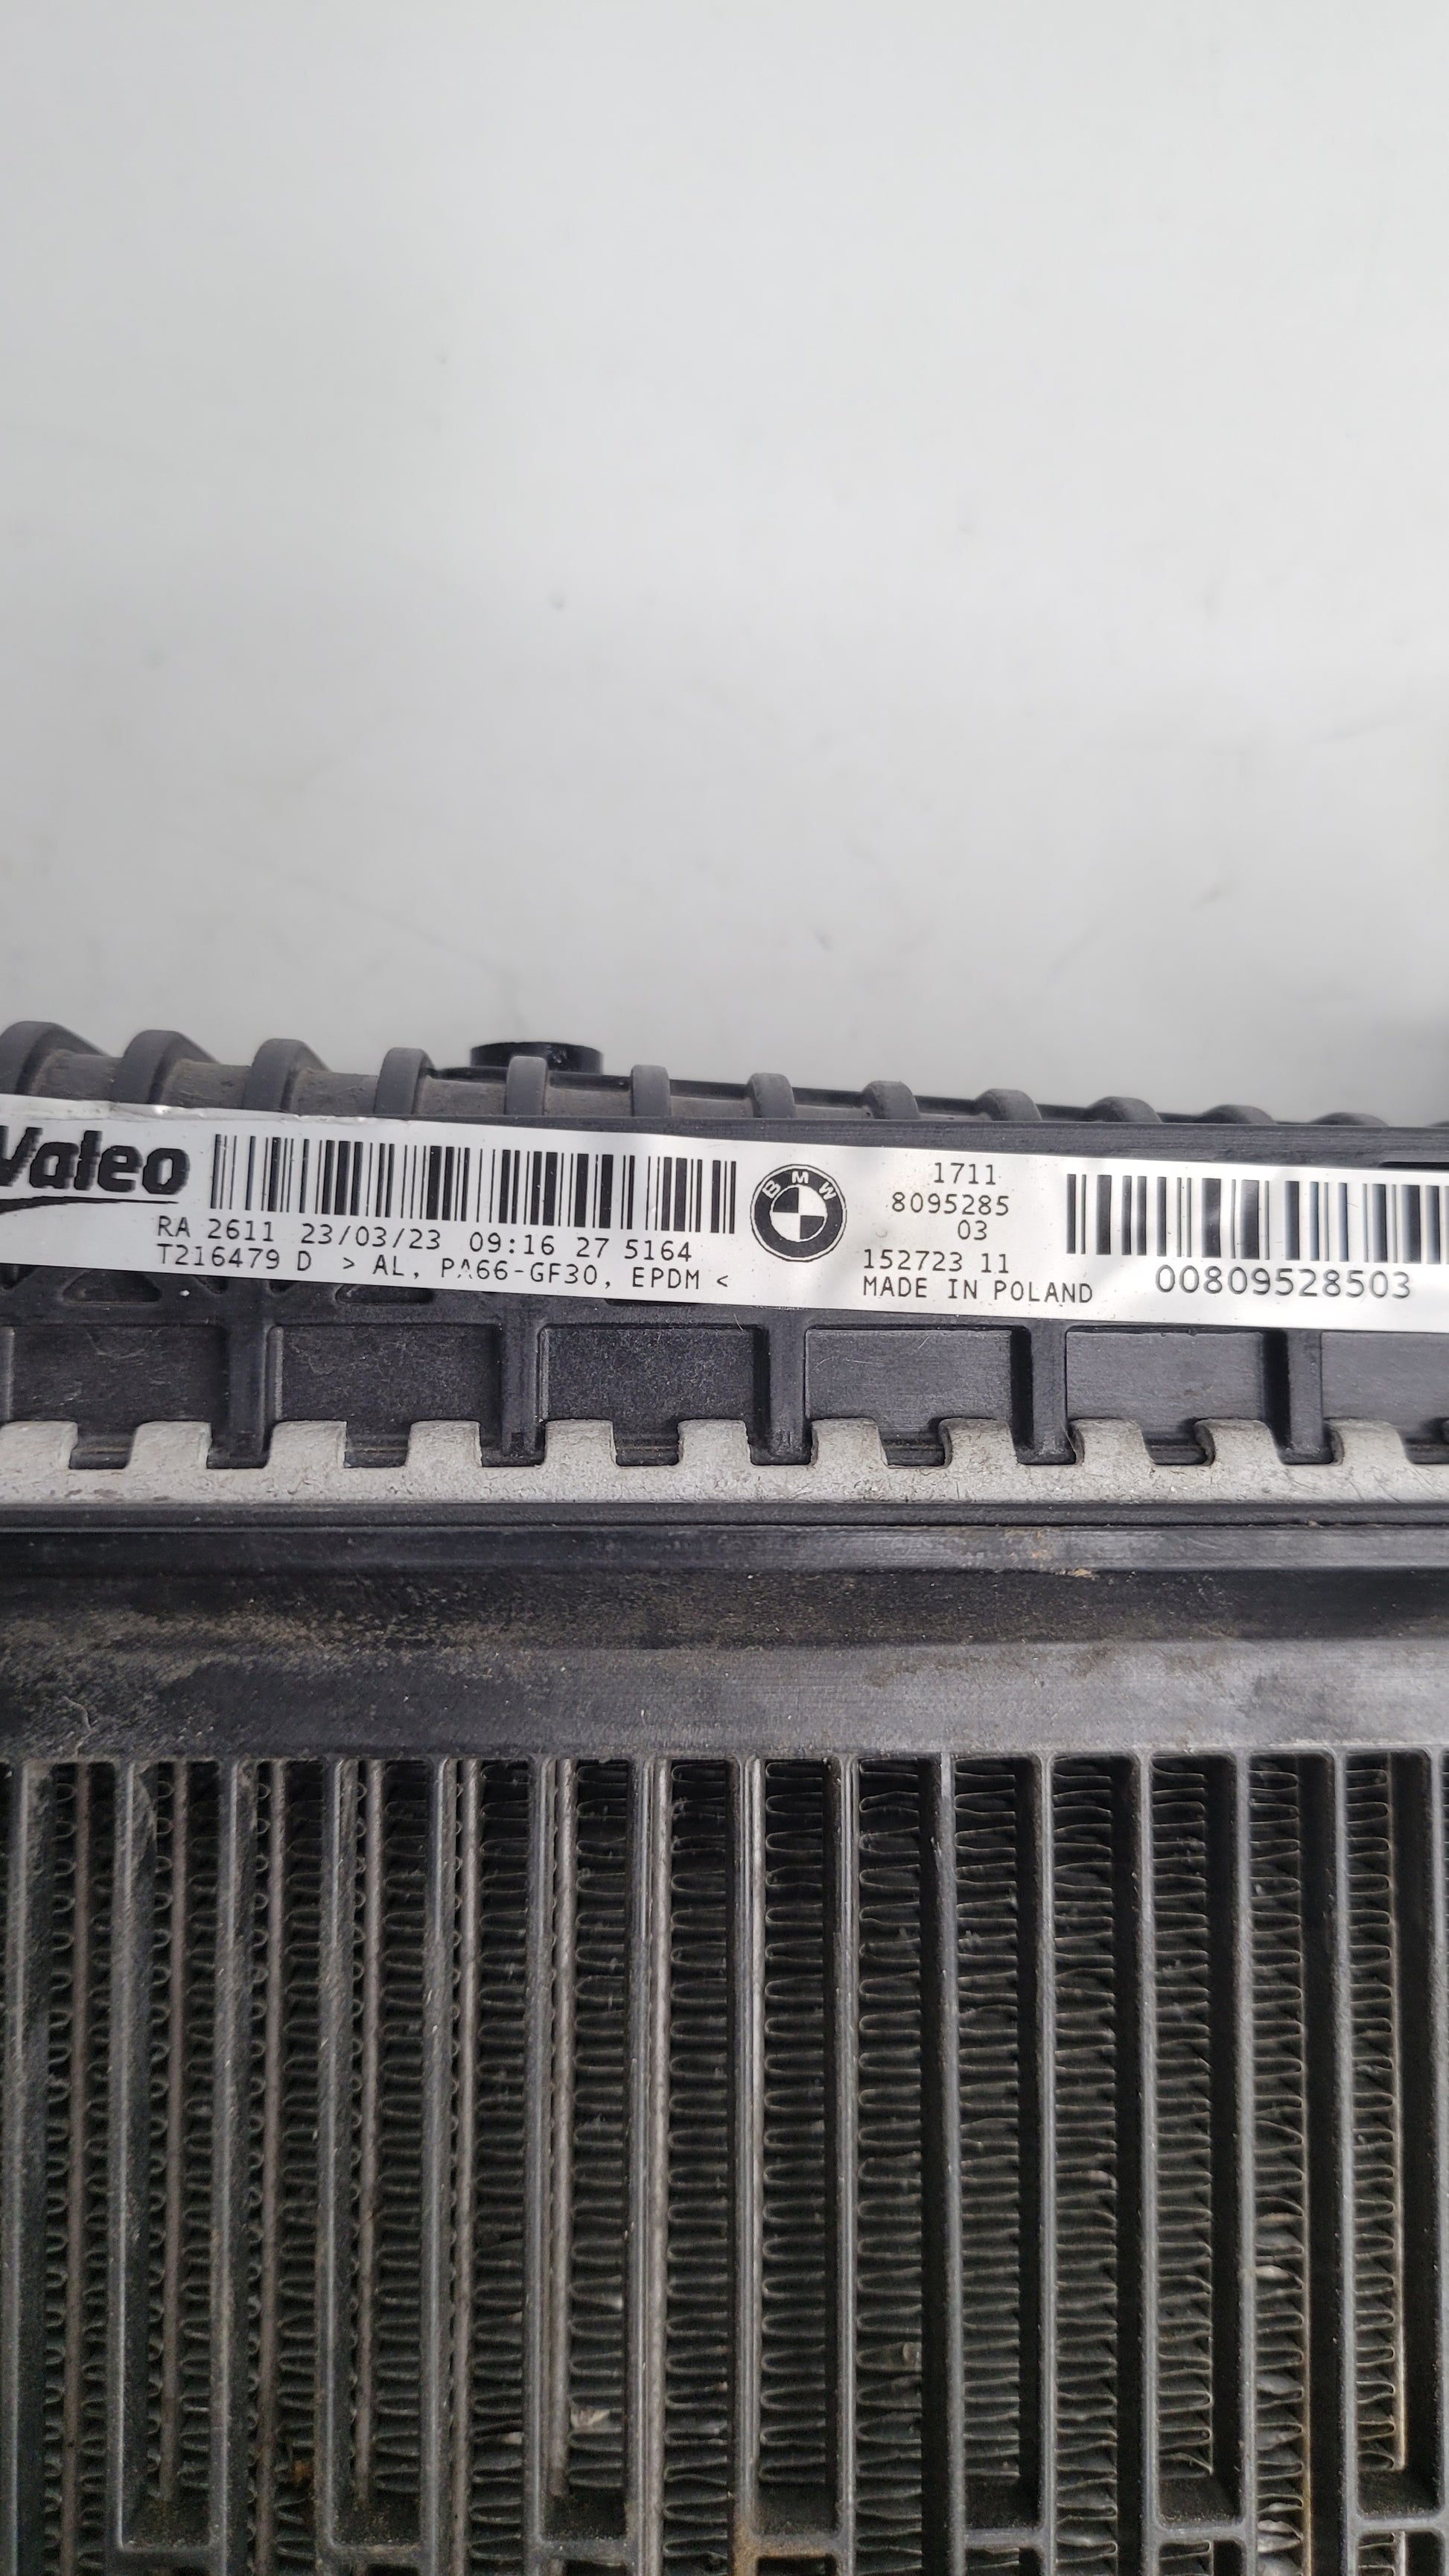 Valeo
RA 2611 23/03/23 09:16 27 5164
T216479 D > AL, PA66-GF30, EPDM <
BMW
1711
8095285
03
152723 11
MADE IN POLAND
00809528503